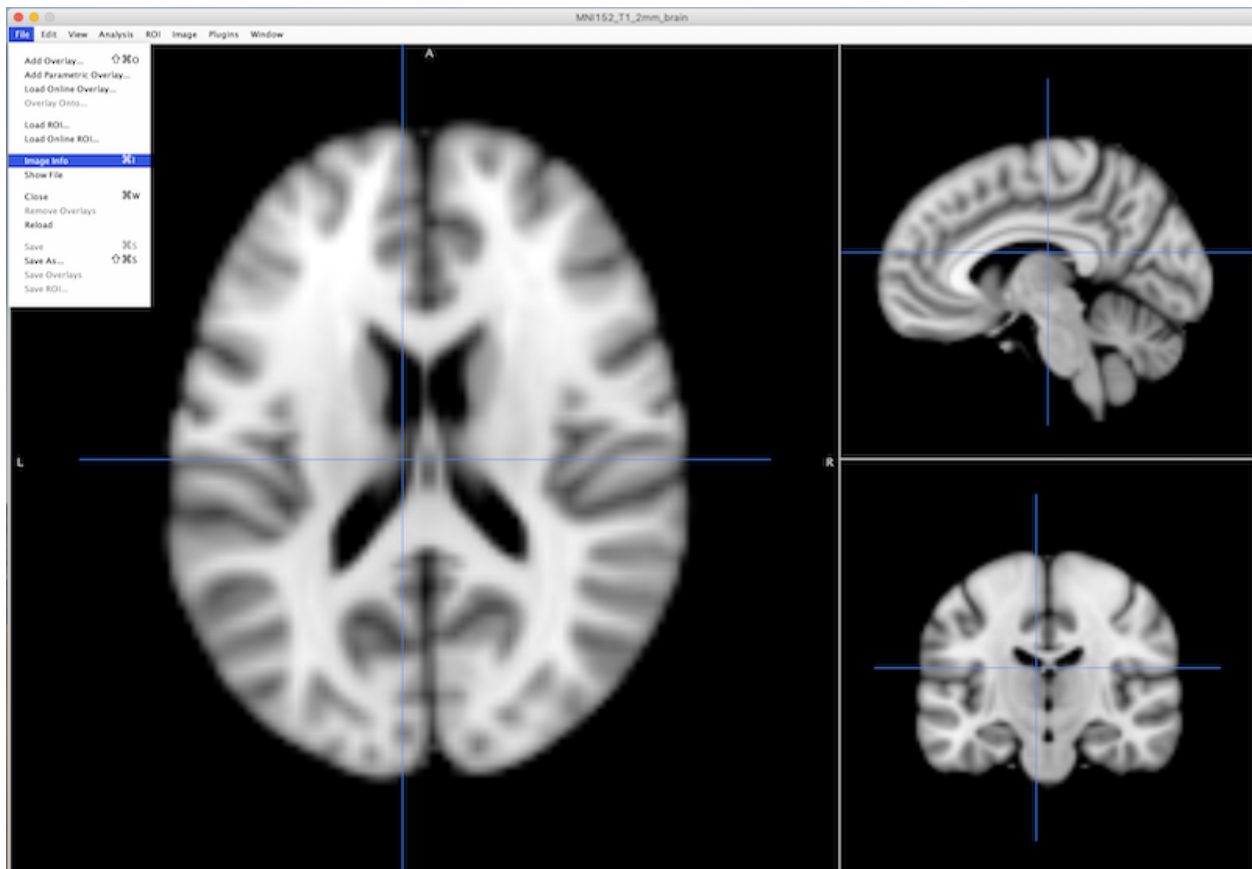 MNI152_T1_2mm_brain
File Edit View Analysis ROI Image Plugins Window
Add Overlay... ⇧⌘O
Add Parametric Overlay...
Load Online Overlay...
Overlay Onto...
Load ROI...
Load Online ROI...
Image Info ⌘I
Show File
Close ⌘W
Remove Overlays
Reload
Save ⌘S
Save As... ⇧⌘S
Save Overlays
Save ROI...
A
L
R